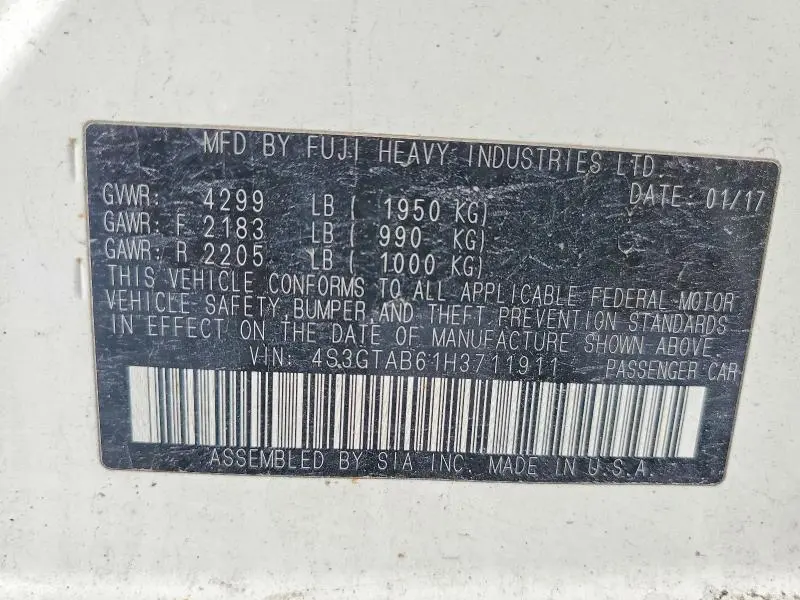 MFD BY FUJI HEAVY INDUSTRIES LTD.
DATE: 01/17
GVWR: 4299 LB ( 1950 KG)
GAWR: F 2183 LB ( 990 KG)
GAWR: R 2205 LB ( 1000 KG)
THIS VEHICLE CONFORMS TO ALL APPLICABLE FEDERAL MOTOR
VEHICLE SAFETY, BUMPER AND THEFT PREVENTION STANDARDS
IN EFFECT ON THE DATE OF MANUFACTURE SHOWN ABOVE.
VIN: 4S3GTAB61H3711911 PASSENGER CAR
ASSEMBLED BY SIA INC. MADE IN U.S.A.